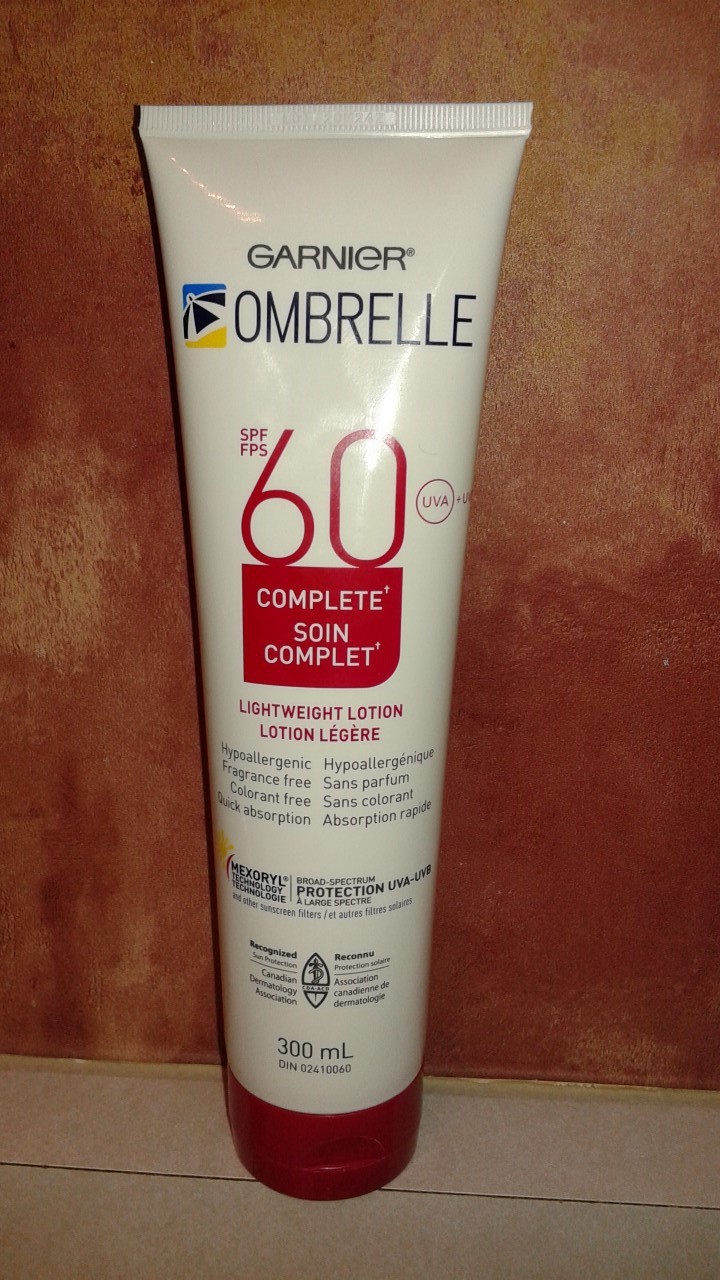 GARNIER®
OMBRELLE
SPF
FPS
60
UVA +
COMPLETE†
SOIN
COMPLET†
LIGHTWEIGHT LOTION
LOTION LÉGÈRE
Hypoallergenic Hypoallergénique
Fragrance free Sans parfum
Colorant free Sans colorant
Quick absorption Absorption rapide
MEXORYL®
TECHNOLOGY
TECHNOLOGIE
BROAD-SPECTRUM
PROTECTION UVA-UVB
À LARGE SPECTRE
and other sunscreen filters / et autres filtres solaires
Recognized
Sun Protection
Canadian
Dermatology
Association
CDA-ACD
Reconnu
Protection solaire
Association
canadienne de
dermatologie
300 mL
DIN 02410060